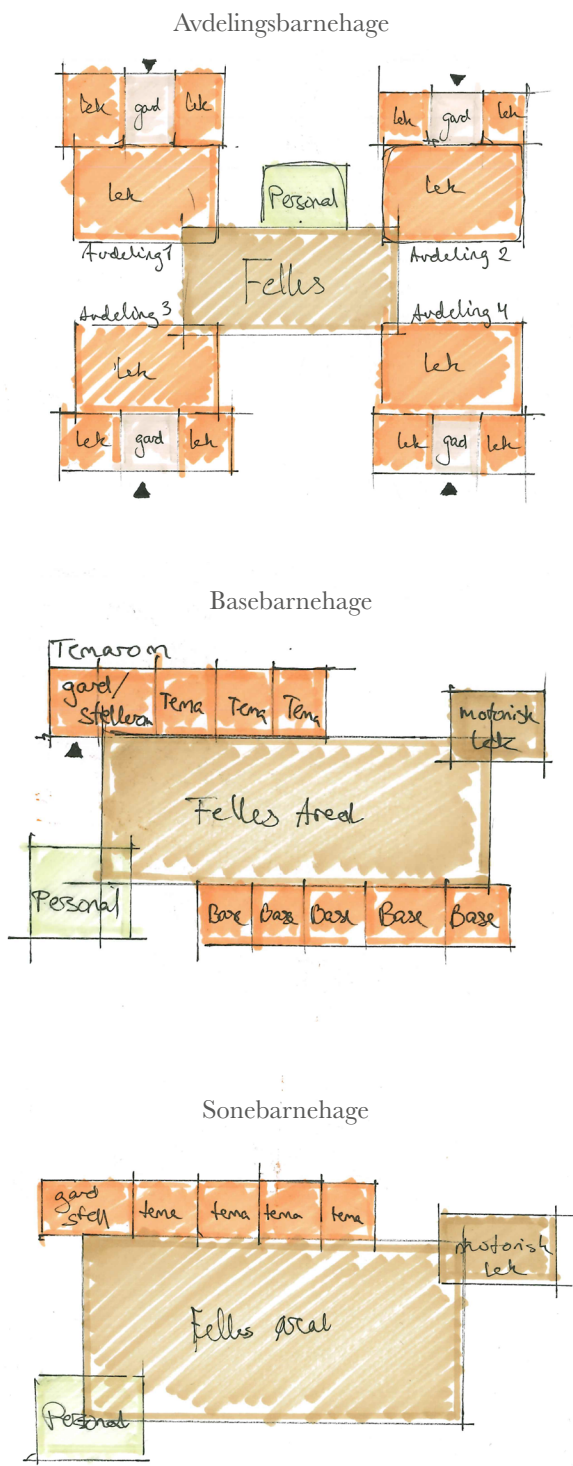 Avdelingsbarnehage
lek gard lek
lek gard lek
lek
lek
Personal
Avdeling 1
Felles
Avdeling 2
Avdeling 3
Avdeling 4
lek
lek
lek gard lek
lek gard lek
Basebarnehage
Temarom
gard/
stellerom
Tema
Tema
Tema
motorisk
lek
Felles Areal
Personal
Base
Base
Base
Base
Base
Sonebarnehage
gard
stell
tema
tema
tema
tema
motorisk
lek
Felles areal
Personal